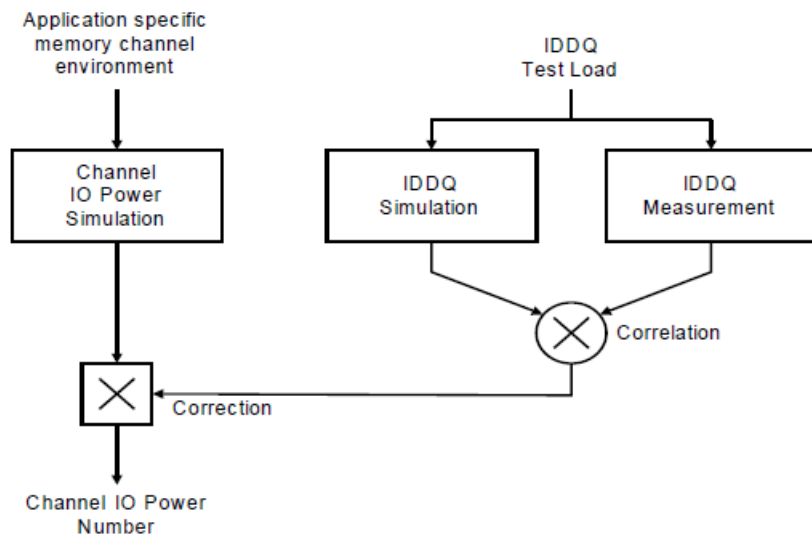 Application specific
memory channel
environment
IDDQ
Test Load
Channel
IO Power
Simulation
IDDQ
Simulation
IDDQ
Measurement
Correlation
Correction
Channel IO Power
Number